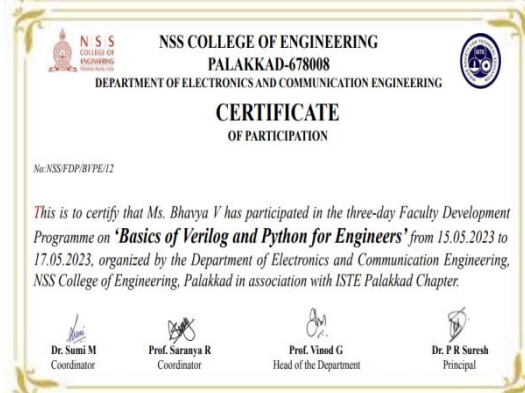 N S S
COLLEGE OF
ENGINEERING
NSS COLLEGE OF ENGINEERING
PALAKKAD-678008
DEPARTMENT OF ELECTRONICS AND COMMUNICATION ENGINEERING
ISTE
CERTIFICATE
OF PARTICIPATION
No:NSS/FDP/BVPE/12
This is to certify that Ms. Bhavya V has participated in the three-day Faculty Development
Programme on ‘Basics of Verilog and Python for Engineers’ from 15.05.2023 to
17.05.2023, organized by the Department of Electronics and Communication Engineering,
NSS College of Engineering, Palakkad in association with ISTE Palakkad Chapter.
Dr. Sumi M
Coordinator
Prof. Saranya R
Coordinator
Prof. Vinod G
Head of the Department
Dr. P R Suresh
Principal